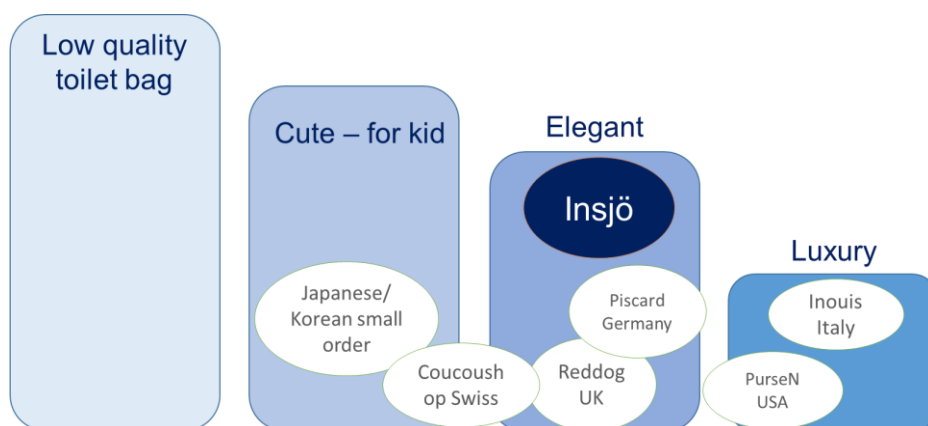 Low quality
toilet bag
Cute – for kid
Elegant
Insjö
Luxury
Japanese/
Korean small
order
Piscard
Germany
Inouis
Italy
Coucoush
op Swiss
Reddog
UK
PurseN
USA